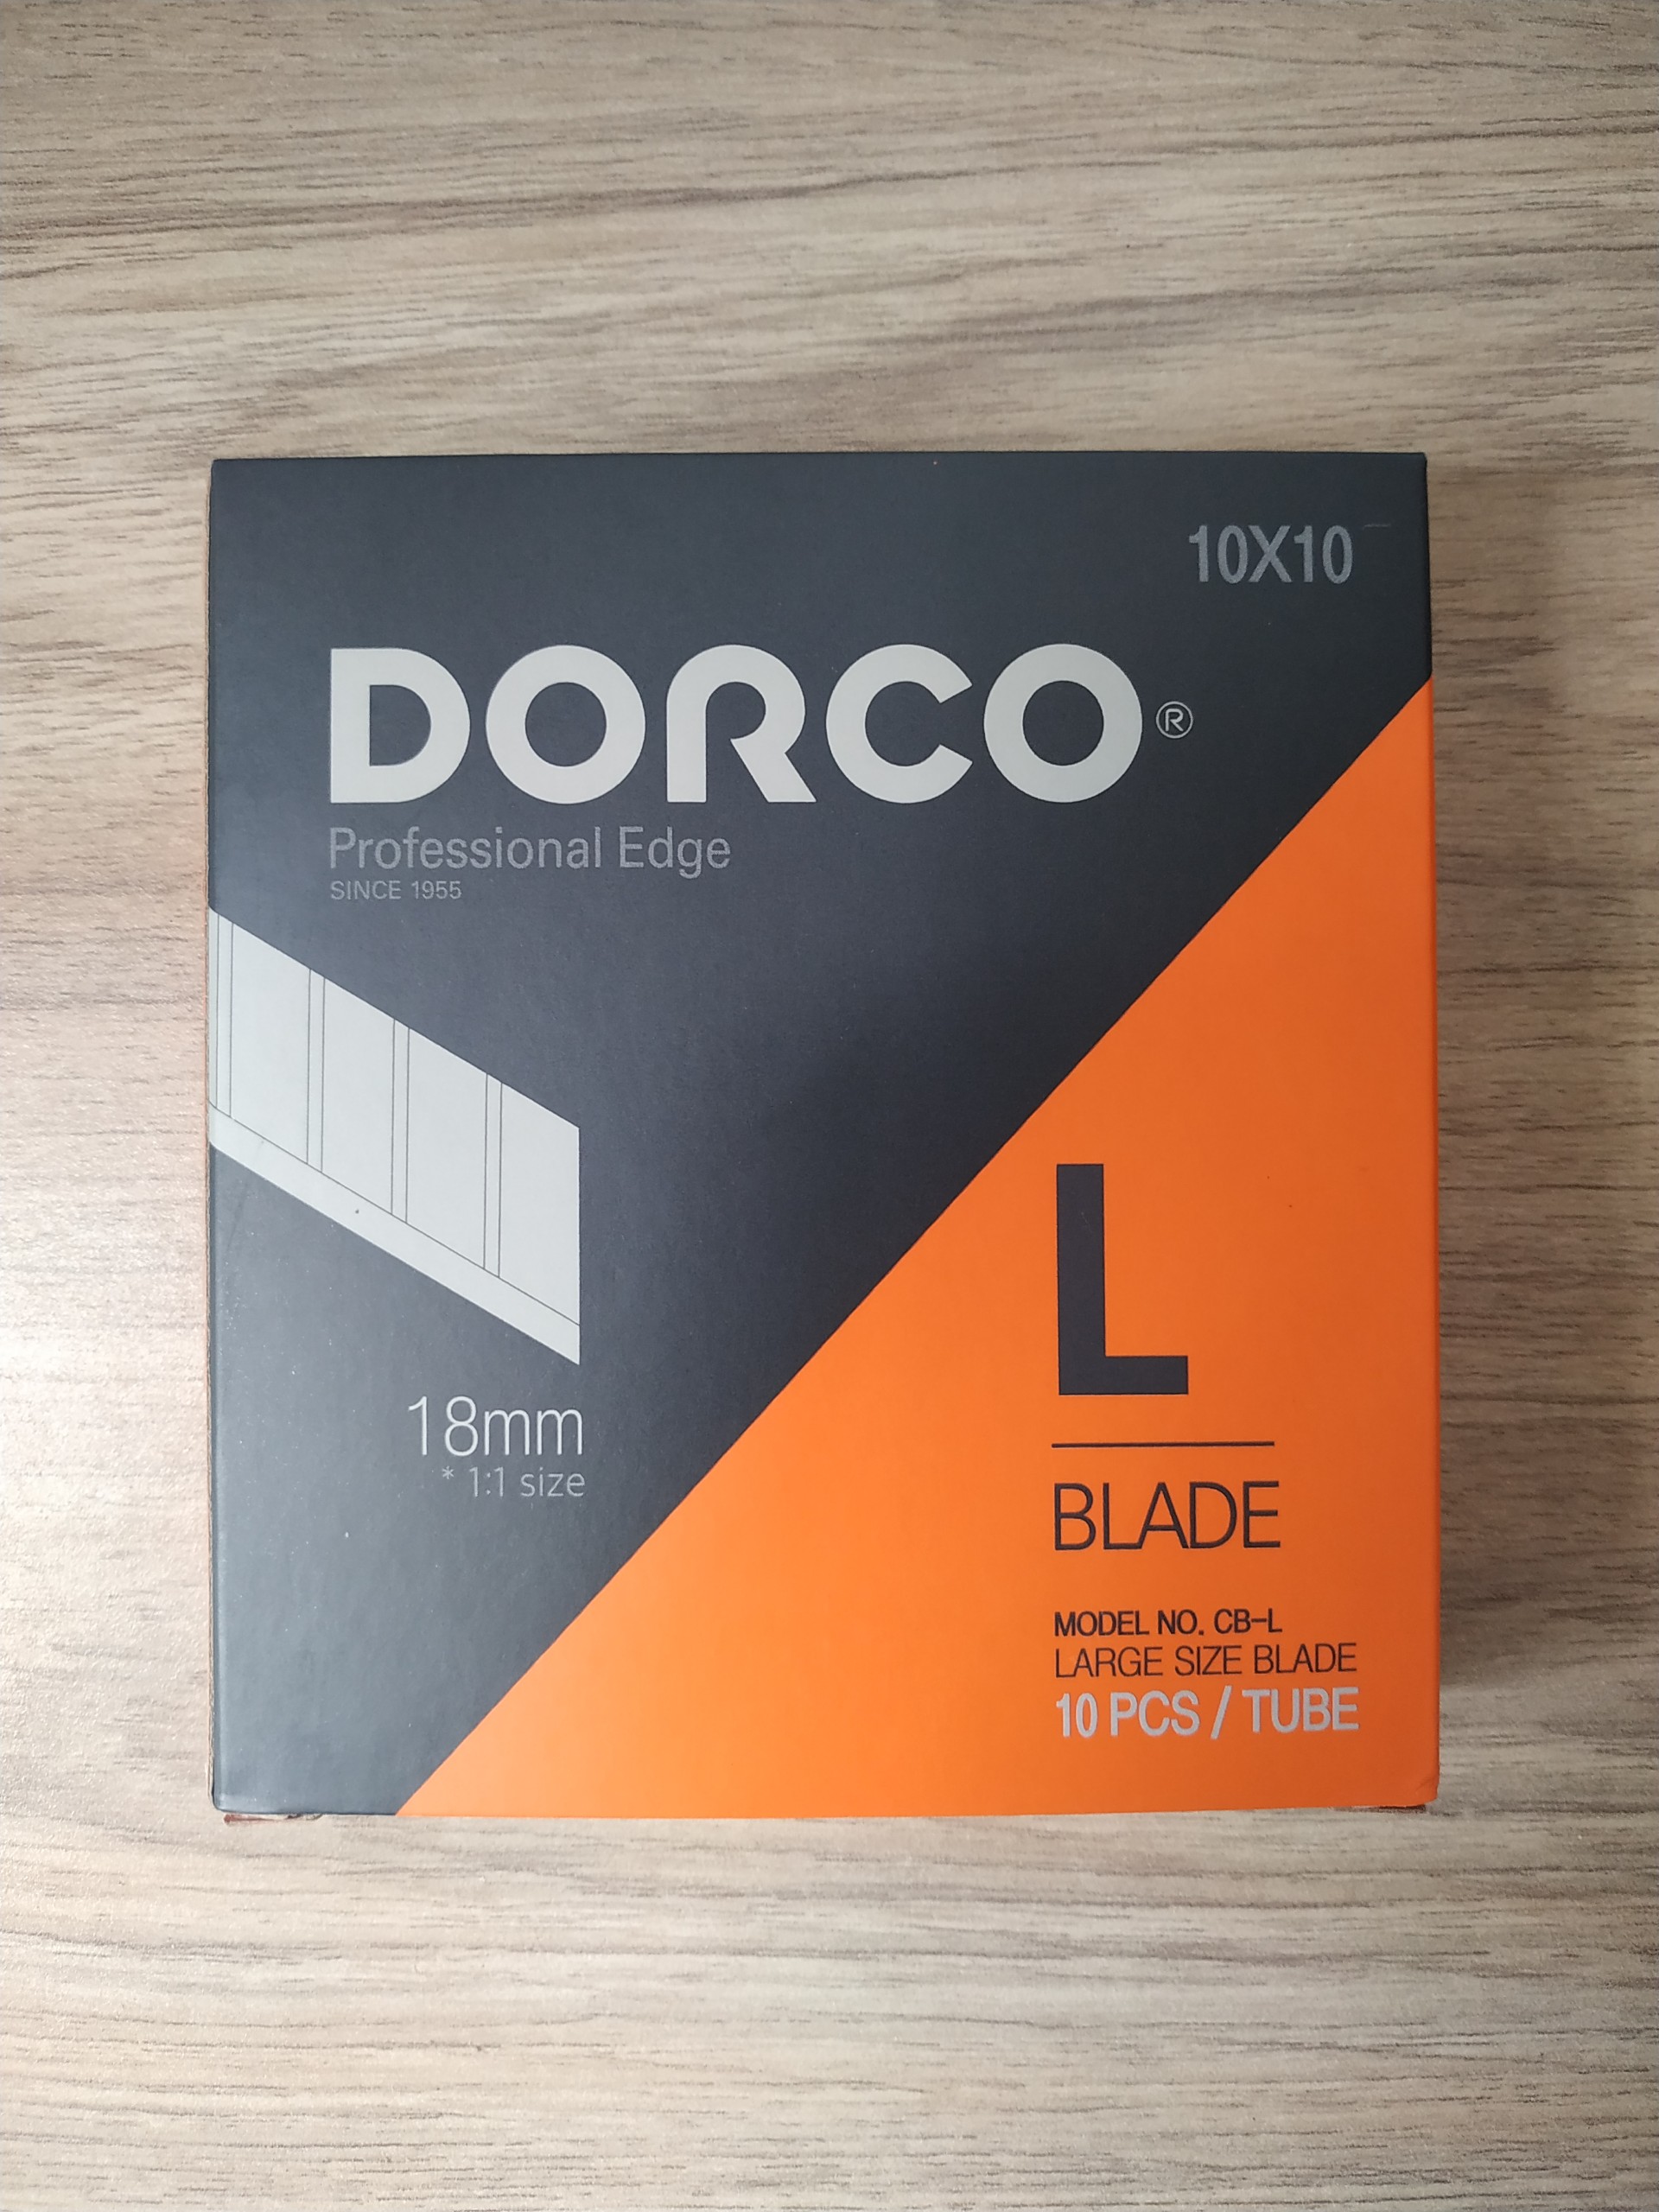 10X10
DORCO®
Professional Edge
SINCE 1955
18mm
* 1:1 size
L
BLADE
MODEL NO. CB-L
LARGE SIZE BLADE
10 PCS / TUBE